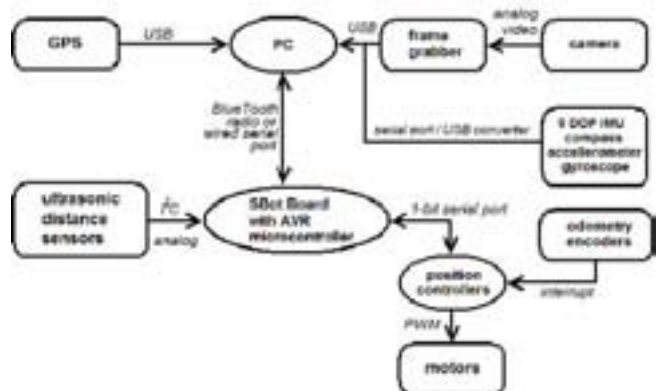 GPS
USB
PC
USB
frame
grabber
analog
video
camera
BlueTooth
radio or
wired serial
port
serial port / USB converter
DOF IMU
compass
accellerometer
gyroscope
ultrasonic
distance
sensors
I²C
analog
SBot Board
with AVR
microcontroller
1-bit serial port
odometry
encoders
position
controllers
interrupt
PWM
motors